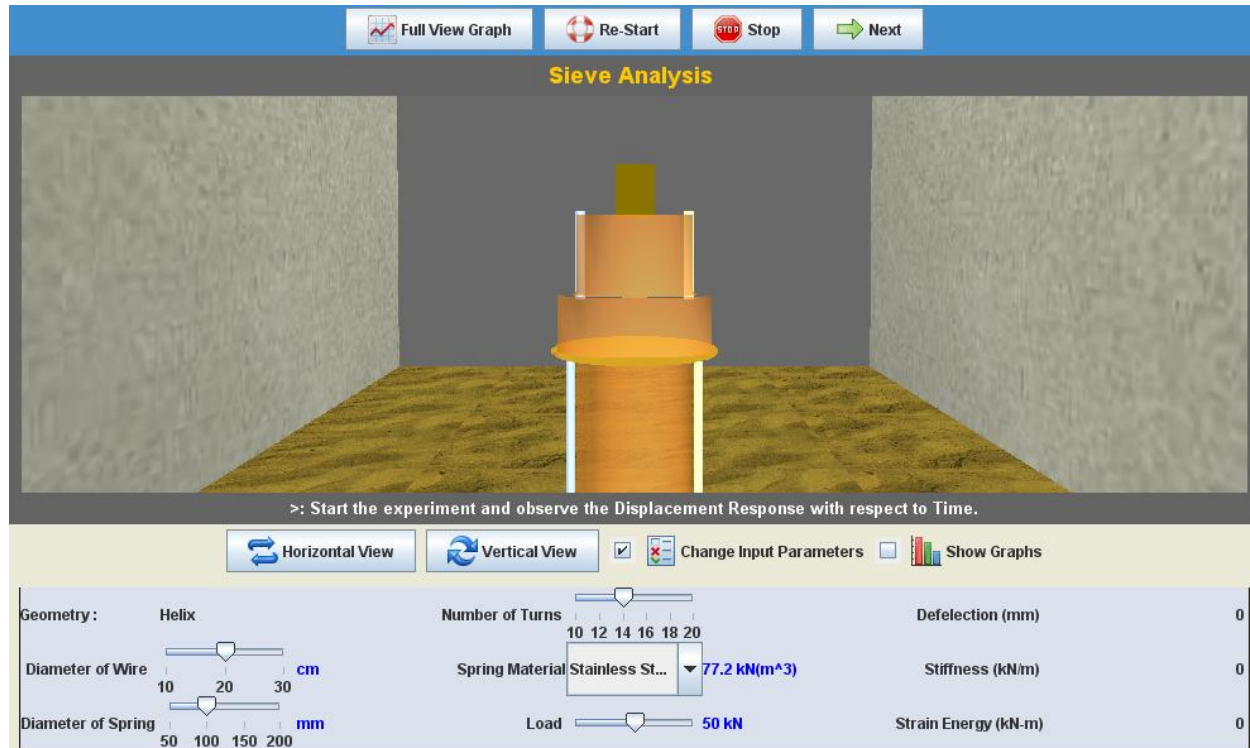 Full View Graph Re-Start STOP Stop Next
Sieve Analysis
>: Start the experiment and observe the Displacement Response with respect to Time.
Horizontal View Vertical View Change Input Parameters Show Graphs
Geometry : Helix Number of Turns Defelection (mm) 0
10 12 14 16 18 20
Diameter of Wire cm Spring Material Stainless St... 77.2 kN(m^3) Stiffness (kN/m) 0
10 20 30
Diameter of Spring mm Load 50 kN Strain Energy (kN-m) 0
50 100 150 200